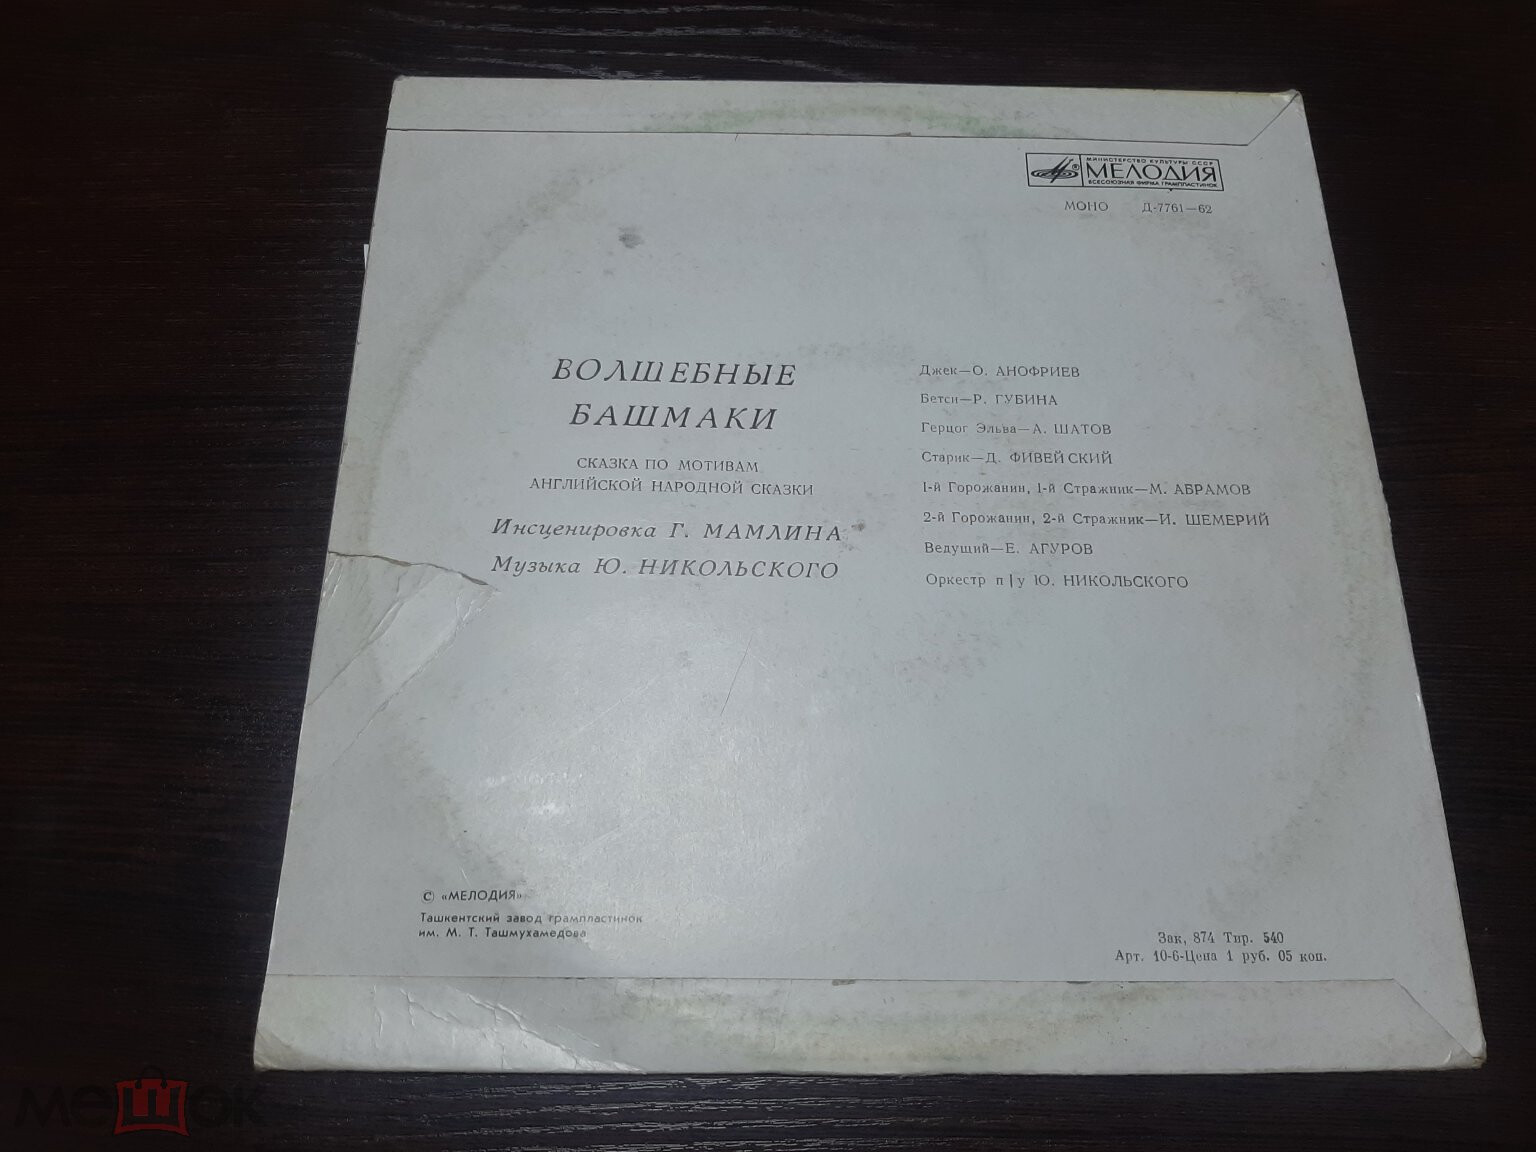 МИНИСТЕРСТВО КУЛЬТУРЫ СССР
МЕЛОДИЯ
ВСЕСОЮЗНАЯ ФИРМА ГРАМПЛАСТИНОК
МОНО Д-7761—62
ВОЛШЕБНЫЕ
БАШМАКИ
СКАЗКА ПО МОТИВАМ
АНГЛИЙСКОЙ НАРОДНОЙ СКАЗКИ
Инсценировка Г. МАМЛИНА
Музыка Ю. НИКОЛЬСКОГО
Джек—О. АНОФРИЕВ
Бетси—Р. ГУБИНА
Герцог Эльва—А. ШАТОВ
Старик—Д. ФИВЕЙСКИЙ
1-й Горожанин, 1-й Стражник—М. АБРАМОВ
2-й Горожанин, 2-й Стражник—И. ШЕМЕРИЙ
Ведущий—Е. АГУРОВ
Оркестр п|у Ю. НИКОЛЬСКОГО
© «МЕЛОДИЯ»
Ташкентский завод грампластинок
им. М. Т. Ташмухамедова
Зак, 874 Тир. 540
Арт. 10-6-Цена 1 руб. 05 коп.
мешок